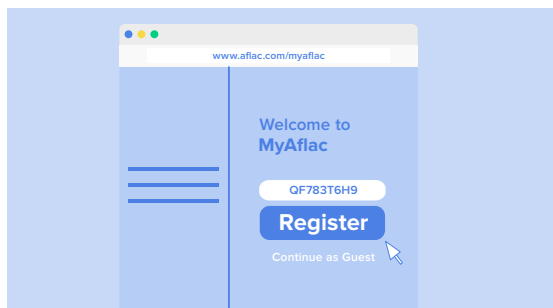 www.aflac.com/myaflac
Welcome to
MyAflac
QF783T6H9
Register
Continue as Guest